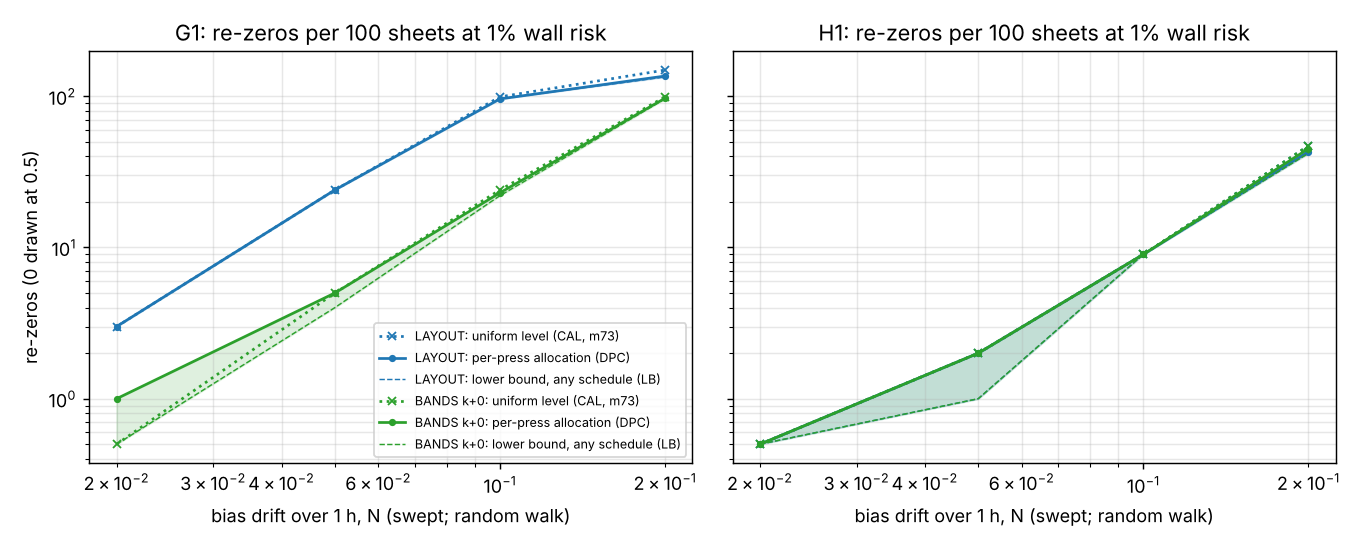 G1: re-zeros per 100 sheets at 1% wall risk
re-zeros (0 drawn at 0.5)
10²
10¹
10⁰
LAYOUT: uniform level (CAL, m73)
LAYOUT: per-press allocation (DPC)
LAYOUT: lower bound, any schedule (LB)
BANDS k+0: uniform level (CAL, m73)
BANDS k+0: per-press allocation (DPC)
BANDS k+0: lower bound, any schedule (LB)
2 × 10⁻² 3 × 10⁻² 4 × 10⁻² 6 × 10⁻² 10⁻¹ 2 × 10⁻¹
bias drift over 1 h, N (swept; random walk)
H1: re-zeros per 100 sheets at 1% wall risk
2 × 10⁻² 3 × 10⁻² 4 × 10⁻² 6 × 10⁻² 10⁻¹ 2 × 10⁻¹
bias drift over 1 h, N (swept; random walk)